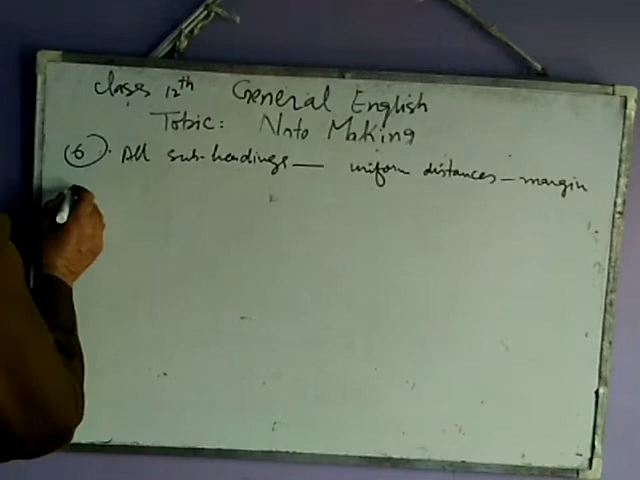 Class 12th General English
Topic: Note Making
6. All sub-headings — uniform distances — margin